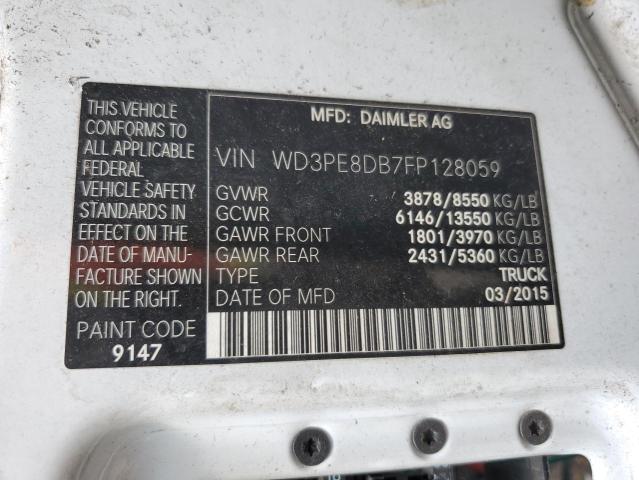 THIS VEHICLE
CONFORMS TO
ALL APPLICABLE
FEDERAL
VEHICLE SAFETY
STANDARDS IN
EFFECT ON THE
DATE OF MANU-
FACTURE SHOWN
ON THE RIGHT.
PAINT CODE
9147
MFD: DAIMLER AG
VIN WD3PE8DB7FP128059
GVWR 3878/8550 KG/LB
GCWR 6146/13550 KG/LB
GAWR FRONT 1801/3970 KG/LB
GAWR REAR 2431/5360 KG/LB
TYPE TRUCK
DATE OF MFD 03/2015